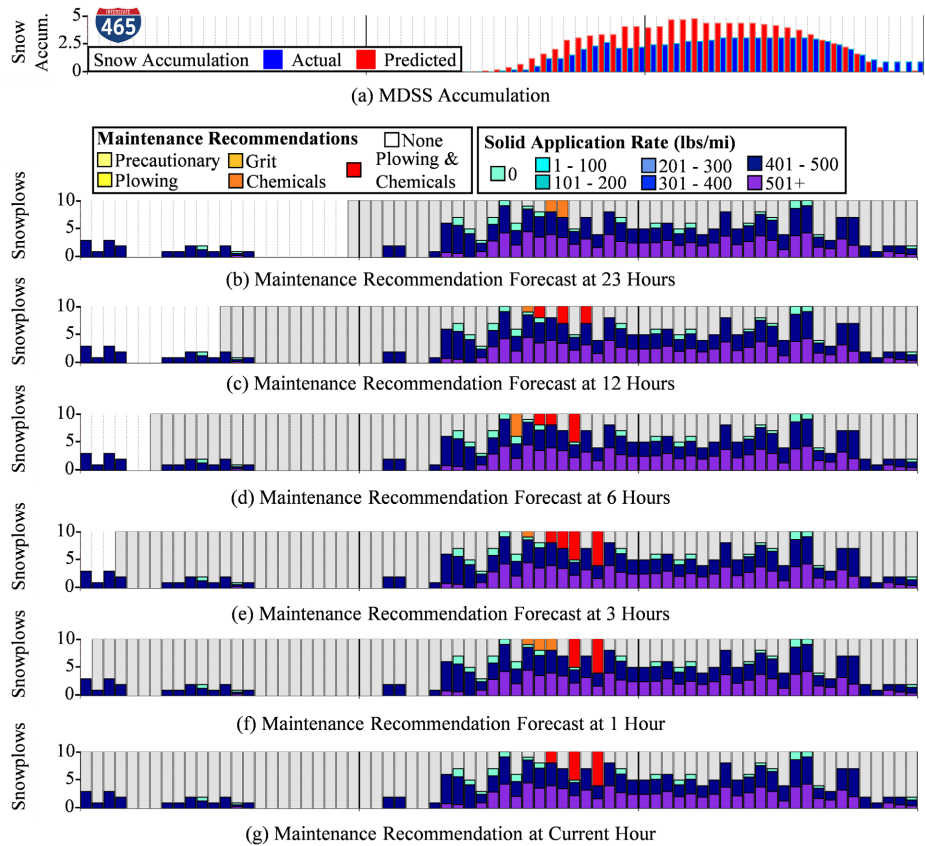 INTERSTATE
465
Snow
Accum.
5
2.5
0
Snow Accumulation Actual Predicted
(a) MDSS Accumulation
Maintenance Recommendations
None
Precautionary Grit Plowing &
Plowing Chemicals Chemicals
Solid Application Rate (lbs/mi)
0 1 - 100 201 - 300 401 - 500
101 - 200 301 - 400 501+
Snowplows
10
5
0
(b) Maintenance Recommendation Forecast at 23 Hours
Snowplows
10
5
0
(c) Maintenance Recommendation Forecast at 12 Hours
Snowplows
10
5
0
(d) Maintenance Recommendation Forecast at 6 Hours
Snowplows
10
5
0
(e) Maintenance Recommendation Forecast at 3 Hours
Snowplows
10
5
0
(f) Maintenance Recommendation Forecast at 1 Hour
Snowplows
10
5
0
(g) Maintenance Recommendation at Current Hour